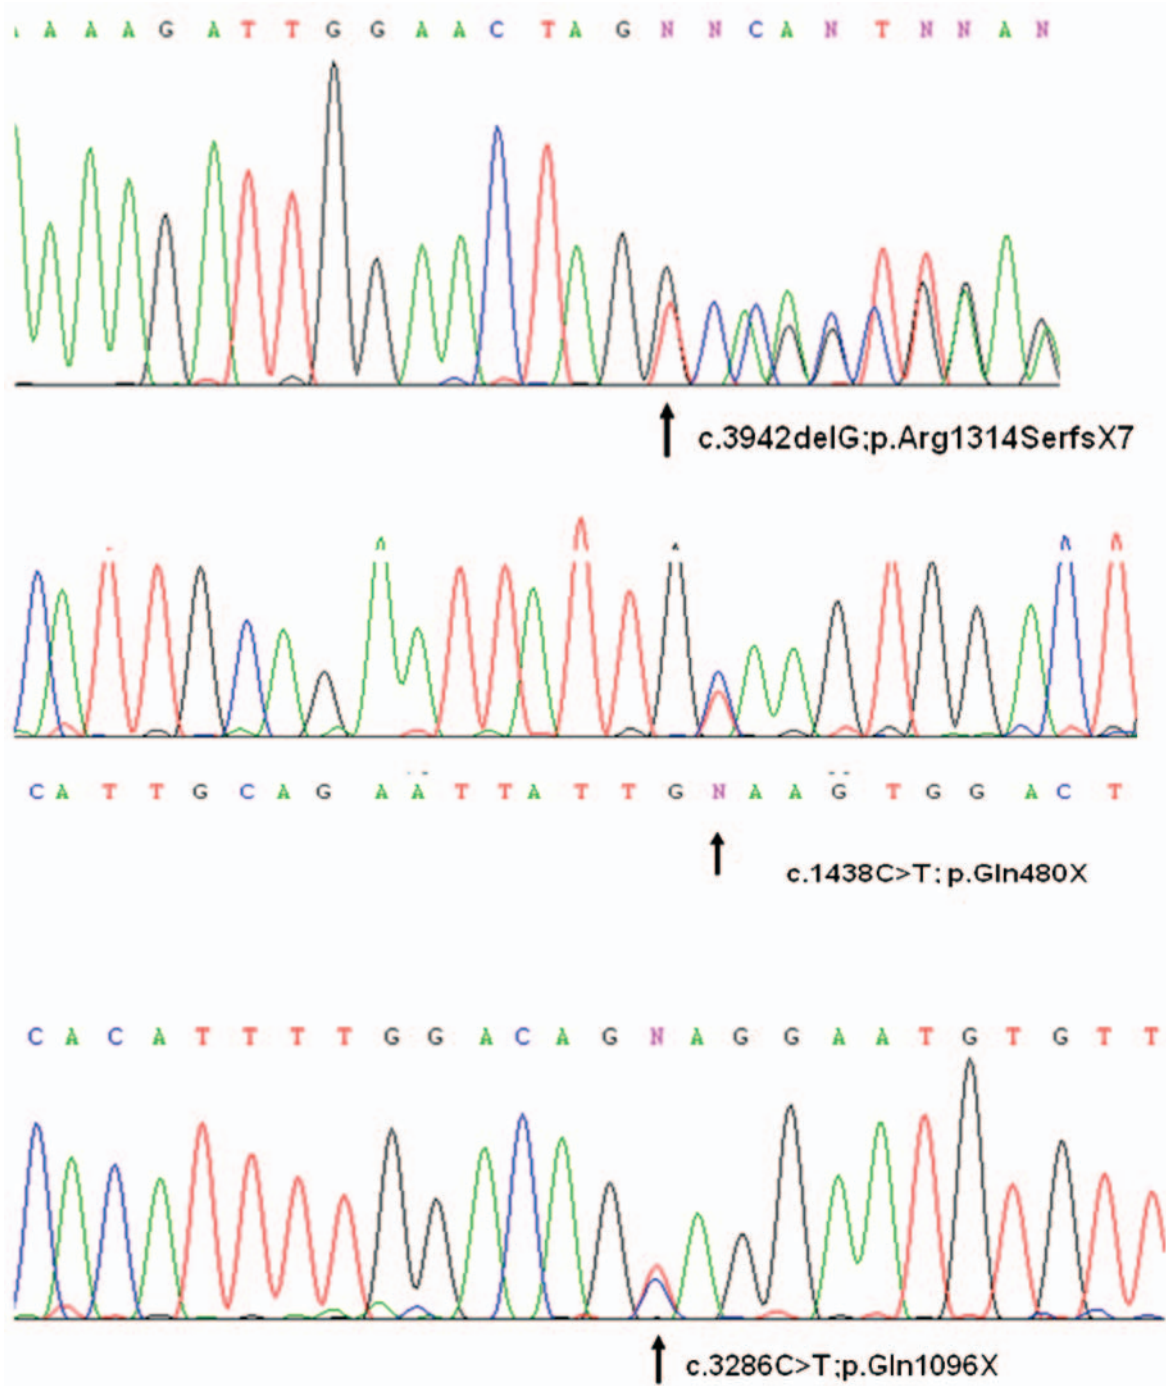 A A A A G A T T G G A A C T A G N N C A N T N N A N
c.3942delG;p.Arg1314SerfsX7
C A T T G C A G A A T T A T T G N A A G T G G A C T
c.1438C>T; p.Gln480X
C A C A T T T T G G A C A G N A G G A A T G T G T T
c.3286C>T;p.Gln1096X